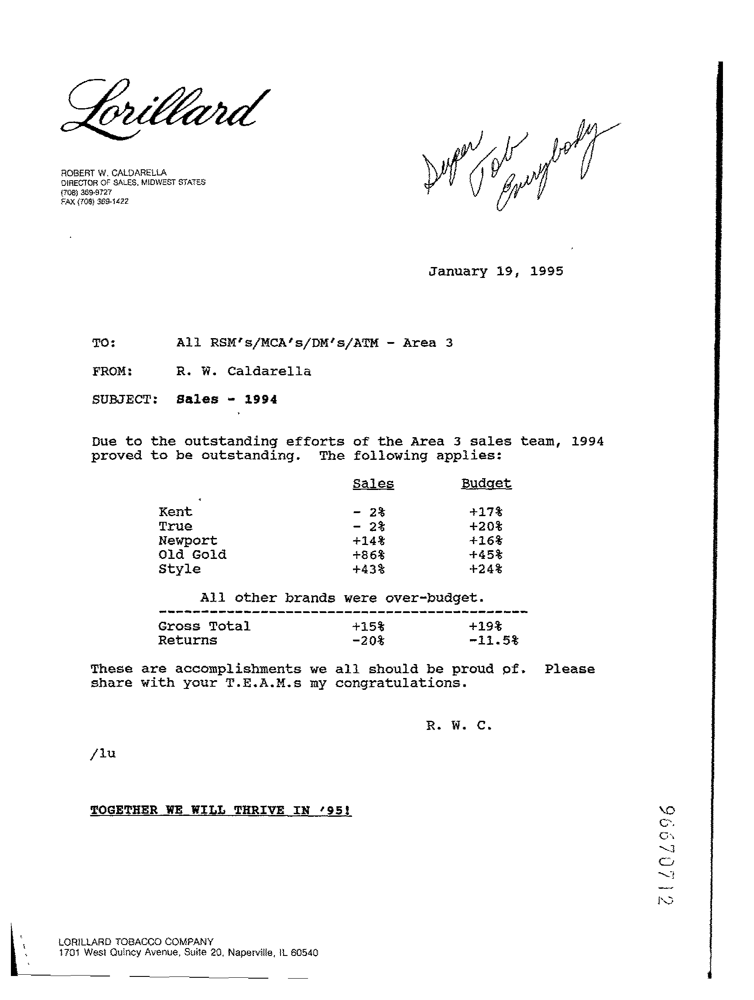 Lorillard
Super Job Everybody
ROBERT W. CALDARELLA
DIRECTOR OF SALES, MIDWEST STATES
(708) 369-9727
FAX (708) 369-1422
January 19, 1995
TO: All RSM's/MCA's/DM's/ATM - Area 3
FROM: R. W. Caldarella
SUBJECT: Sales - 1994
Due to the outstanding efforts of the Area 3 sales team, 1994
proved to be outstanding. The following applies:
Sales Budget
Kent - 2% +17%
True - 2% +20%
Newport +14% +16%
Old Gold +86% +45%
Style +43% +24%
All other brands were over-budget.
Gross Total +15% +19%
Returns -20% -11.5%
These are accomplishments we all should be proud of. Please
share with your T.E.A.M.s my congratulations.
R. W. C.
/lu
TOGETHER WE WILL THRIVE IN '95!
96670712
LORILLARD TOBACCO COMPANY
1701 West Quincy Avenue, Suite 20, Naperville, IL 60540